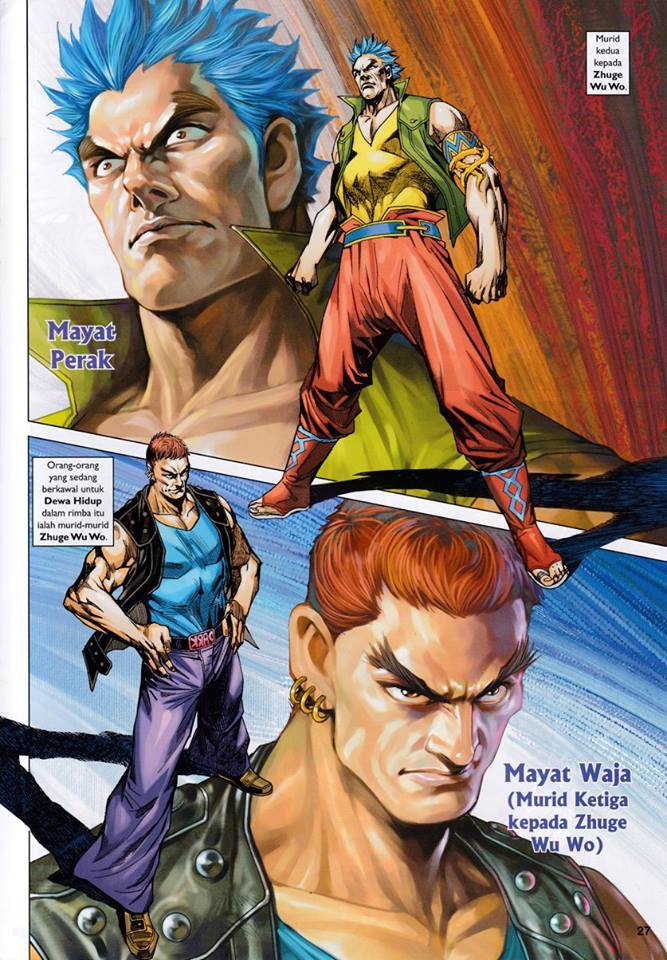 Murid
kedua
kepada
Zhuge
Wu Wo.
Mayat
Perak
Orang-orang
yang sedang
berkawal untuk
Dewa Hidup
dalam rimba itu
ialah murid-murid
Zhuge Wu Wo.
Mayat Waja
(Murid Ketiga
kepada Zhuge
Wu Wo)
27